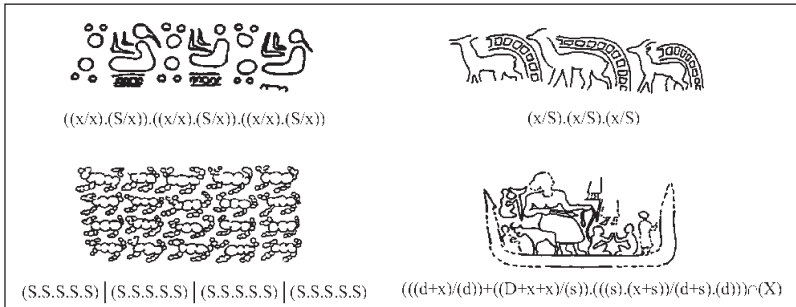 ((x/x).(S/x)).((x/x).(S/x)).((x/x).(S/x))
(x/S).(x/S).(x/S)
(S.S.S.S.S) | (S.S.S.S.S) | (S.S.S.S.S) | (S.S.S.S.S)
(((d+x)/(d))+((D+x+x)/(s)).(((s).(x+s))/(d+s).(d)))∩(X)